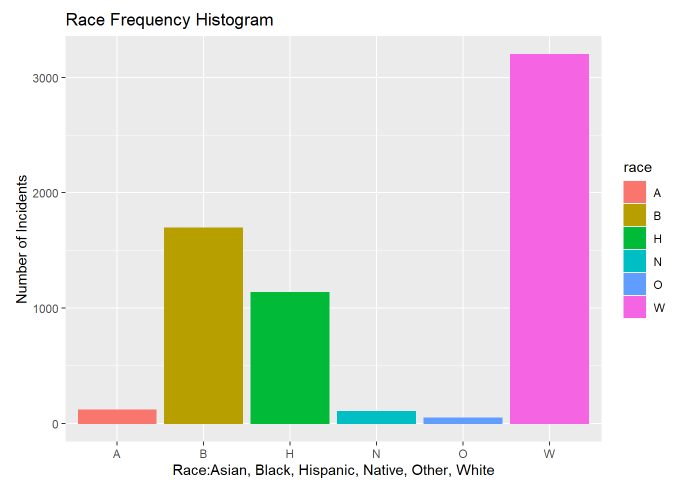 Race Frequency Histogram
Number of Incidents
3000
2000
1000
0
A B H N O W
Race:Asian, Black, Hispanic, Native, Other, White
race
A
B
H
N
O
W